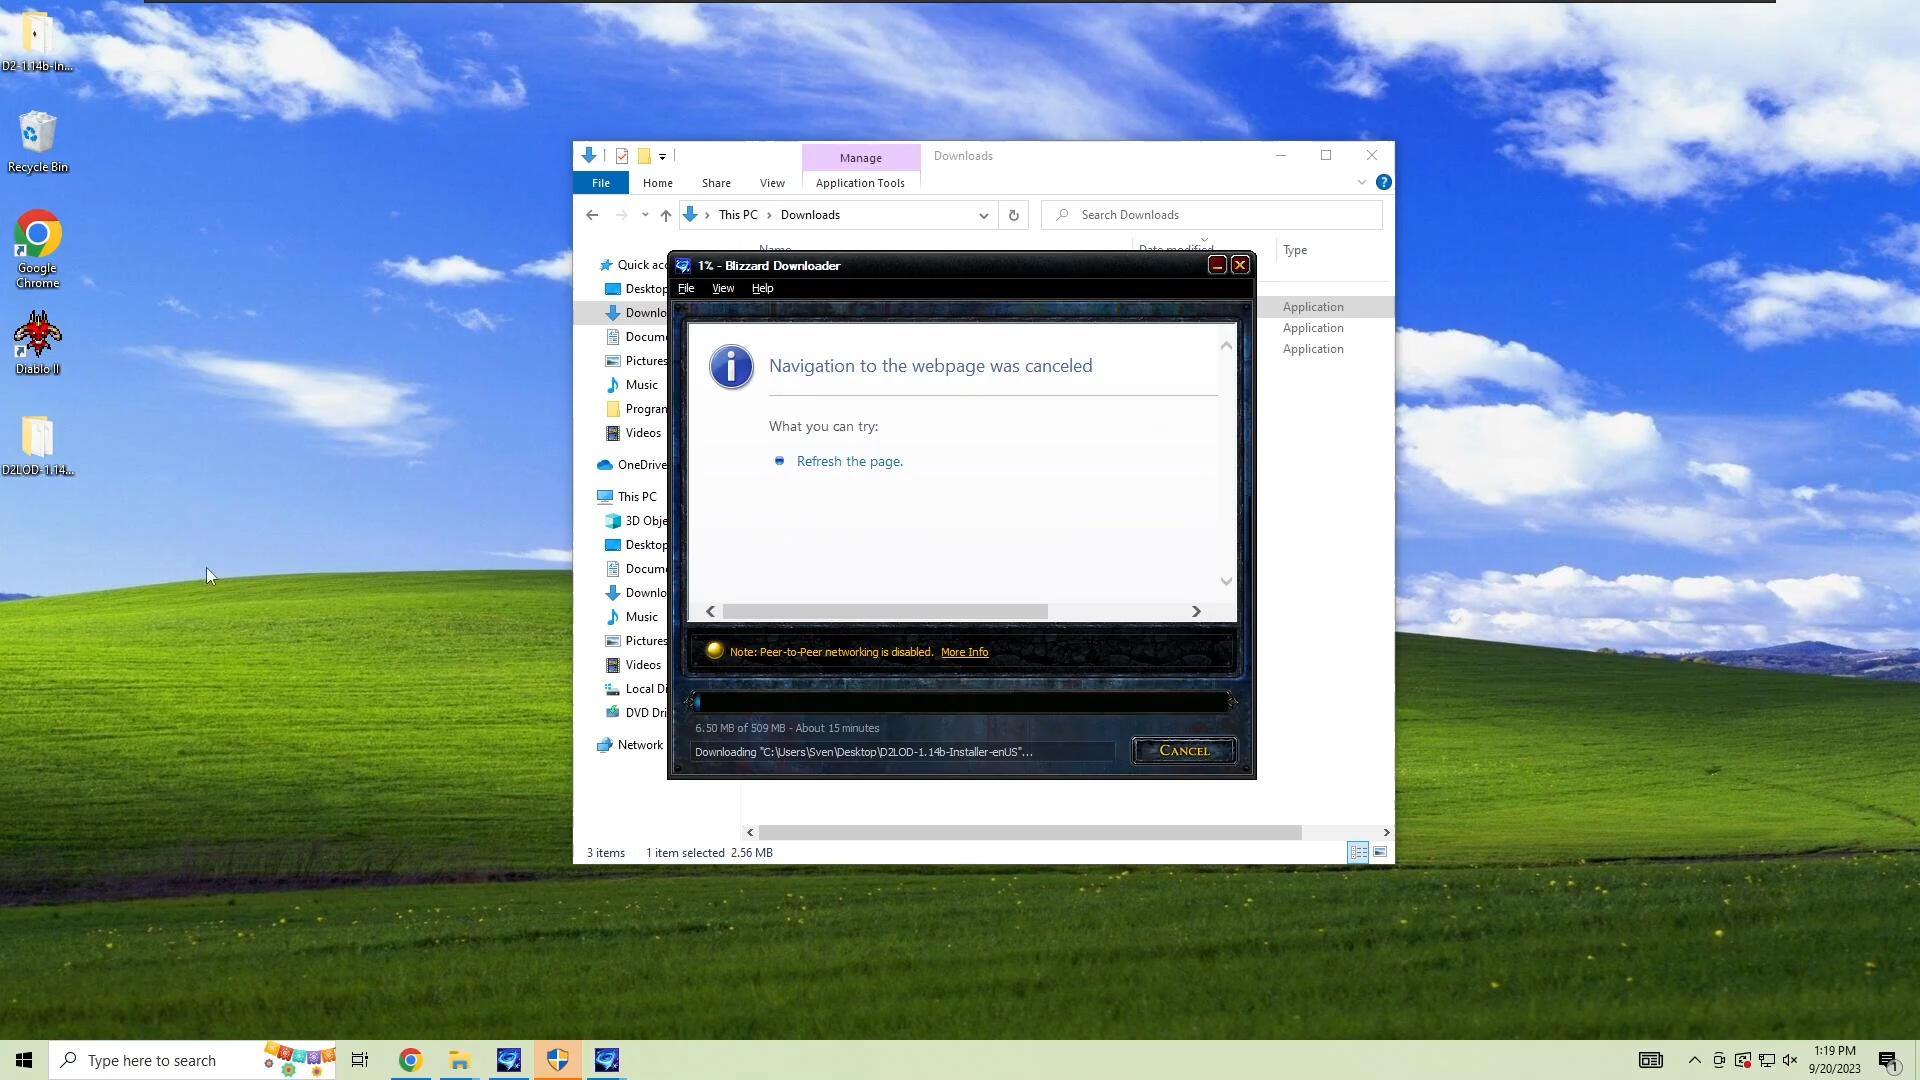 D2-1.14b-In...
Recycle Bin
Google
Chrome
Diablo II
D2LOD-1.14...
Manage
Downloads
File
Home
Share
View
Application Tools
This PC
Downloads
Search Downloads
Name
Date modified
Type
Quick acc
Desktop
Downlo
Docume
Pictures
Music
Program
Videos
OneDrive
This PC
3D Obje
Desktop
Docume
Downlo
Music
Pictures
Videos
Local Di
DVD Dri
Network
Application
Application
Application
1% - Blizzard Downloader
File
View
Help
Navigation to the webpage was canceled
What you can try:
Refresh the page.
Note: Peer-to-Peer networking is disabled. More Info
6.50 MB of 509 MB - About 15 minutes
Downloading "C:\Users\Sven\Desktop\D2LOD-1.14b-Installer-enUS"...
CANCEL
3 items
1 item selected 2.56 MB
Type here to search
1:19 PM
9/20/2023
1